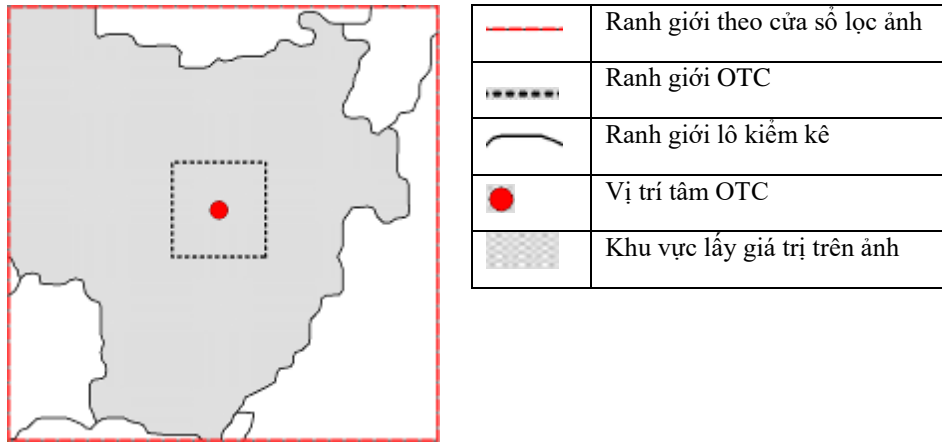 Ranh giới theo cửa sổ lọc ảnh
Ranh giới OTC
Ranh giới lô kiểm kê
Vị trí tâm OTC
Khu vực lấy giá trị trên ảnh